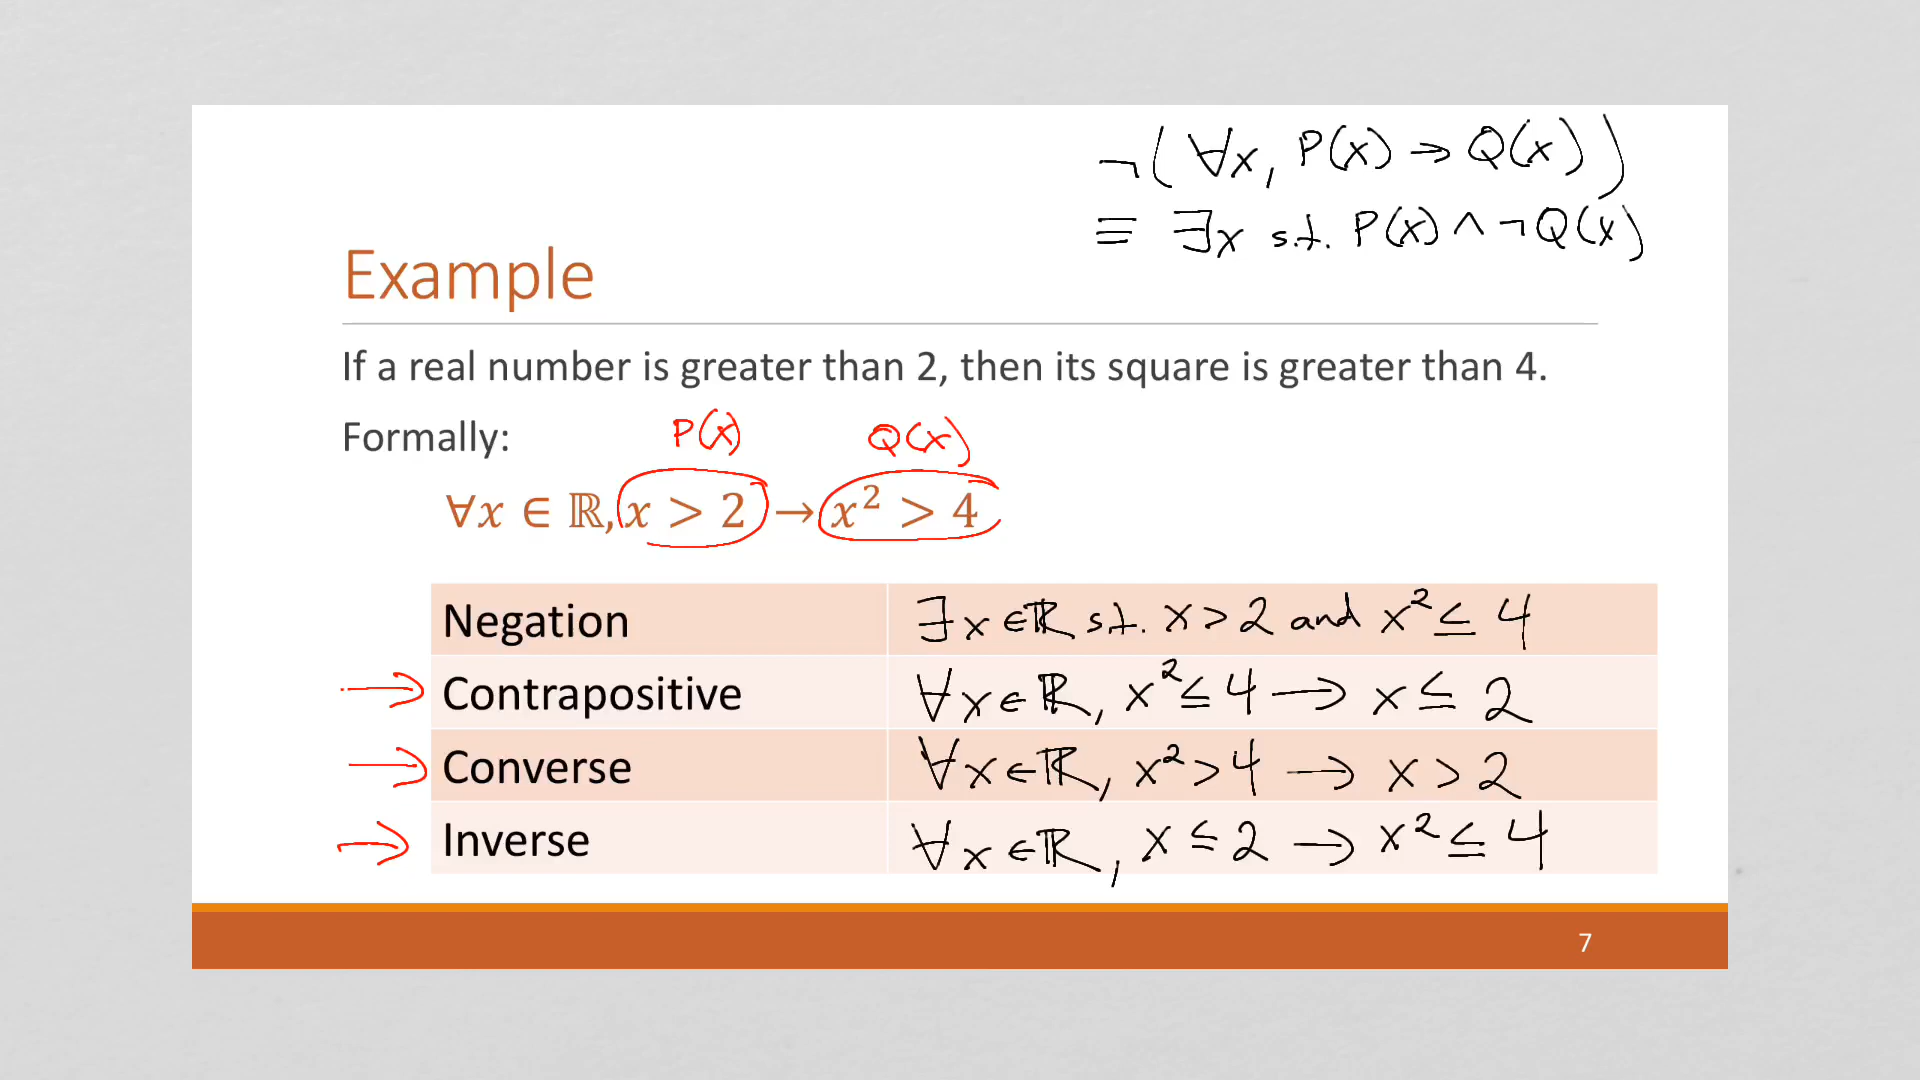 ¬(∀x, P(x) → Q(x))
≡ ∃x s.t. P(x) ∧ ¬Q(x)
Example
If a real number is greater than 2, then its square is greater than 4.
Formally:
P(x) Q(x)
∀x ∈ ℝ, x > 2 → x² > 4
Negation ∃x ∈ ℝ s.t. x > 2 and x² ≤ 4
→ Contrapositive ∀x ∈ ℝ, x² ≤ 4 → x ≤ 2
→ Converse ∀x ∈ ℝ, x² > 4 → x > 2
→ Inverse ∀x ∈ ℝ, x ≤ 2 → x² ≤ 4
7